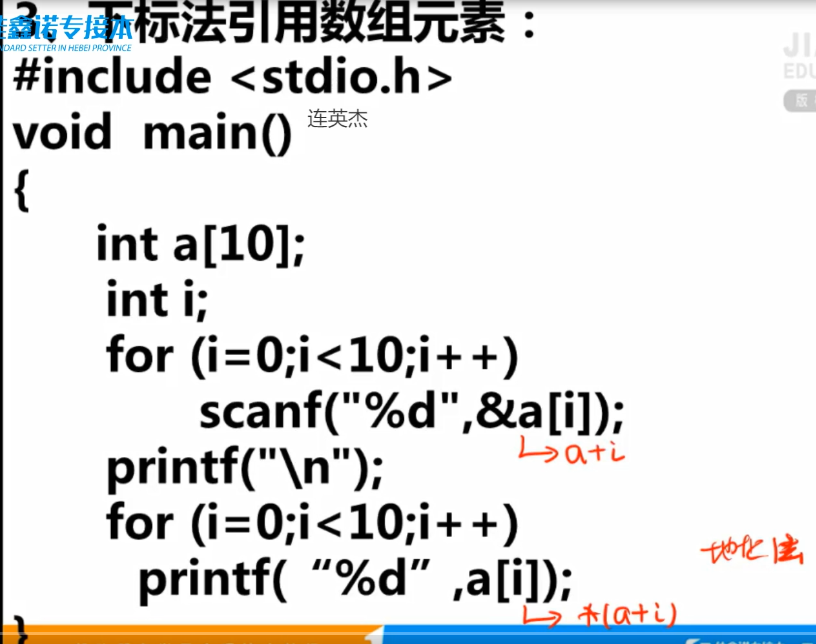 3、下标法引用数组元素：
鑫诺专接本
DARD SETTER IN HEBEI PROVINCE
#include <stdio.h>
void main()
连英杰
{
int a[10];
int i;
for (i=0;i<10;i++)
scanf("%d",&a[i]);
↳a+i
printf("\n");
for (i=0;i<10;i++)
地址法
printf( “%d” ,a[i]);
↳ *(a+i)
}
JI
EDU
版